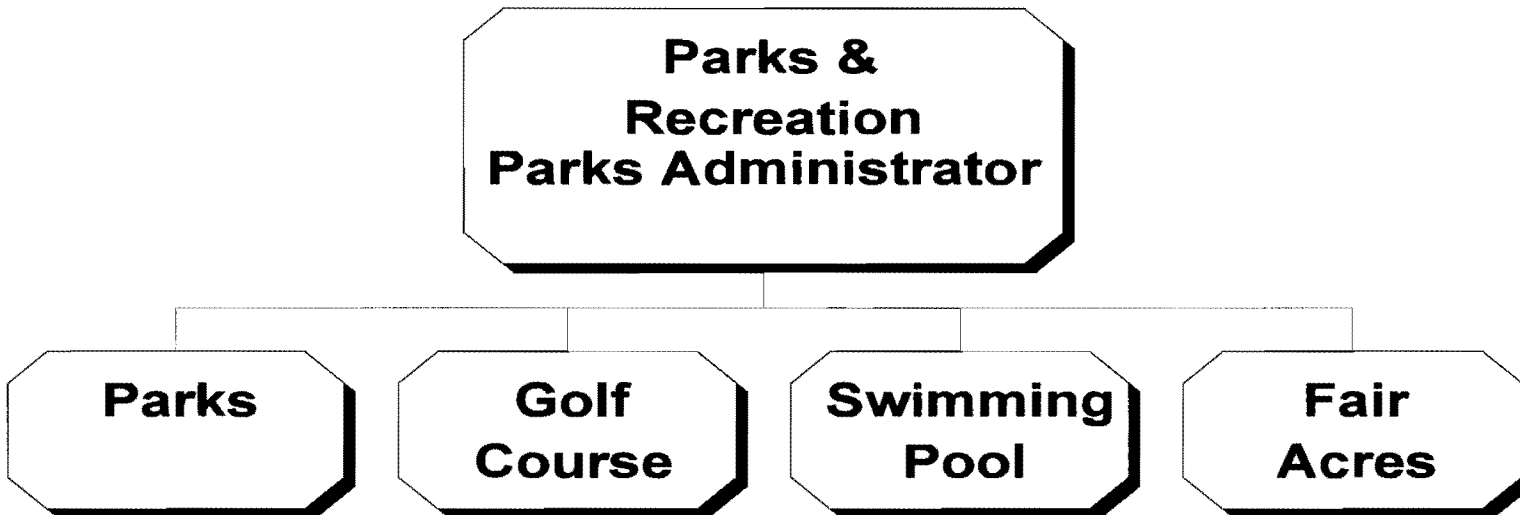 Parks &
Recreation
Parks Administrator
Parks
Golf
Course
Swimming
Pool
Fair
Acres